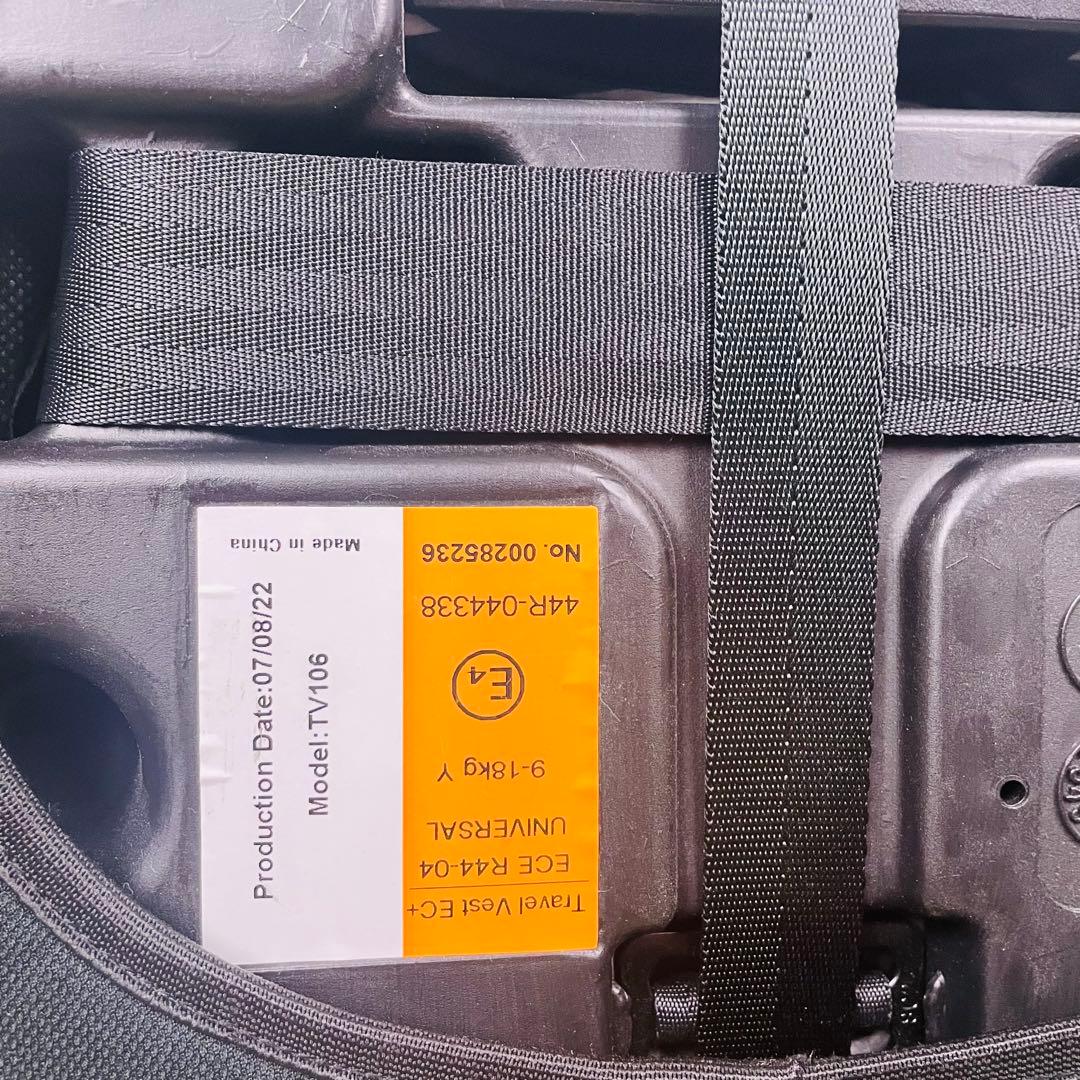 Travel Vest EC+
ECE R44-04
UNIVERSAL
9-18kg Y
E4
44R-044338
No. 00285236
Made in China
Production Date:07/08/22
Model:TV106